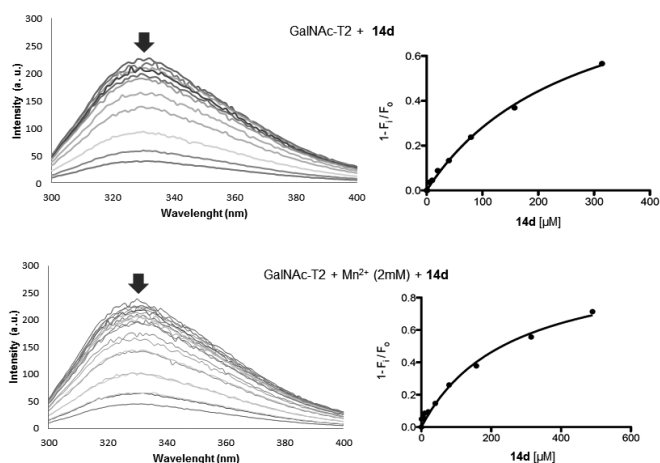 GalNAc-T2 + 14d
Intensity (a. u.)
300
250
200
150
100
50
0
300 320 340 360 380 400
Wavelenght (nm)
1- Fi / Fo
0.6
0.4
0.2
0.0
0 100 200 300 400
14d [µM]
GalNAc-T2 + Mn²⁺ (2mM) + 14d
Intensity (a.u.)
300
250
200
150
100
50
0
300 320 340 360 380 400
Wavelenght (nm)
1- Fi / Fo
0.8
0.6
0.4
0.2
0.0
0 200 400 600
14d [µM]